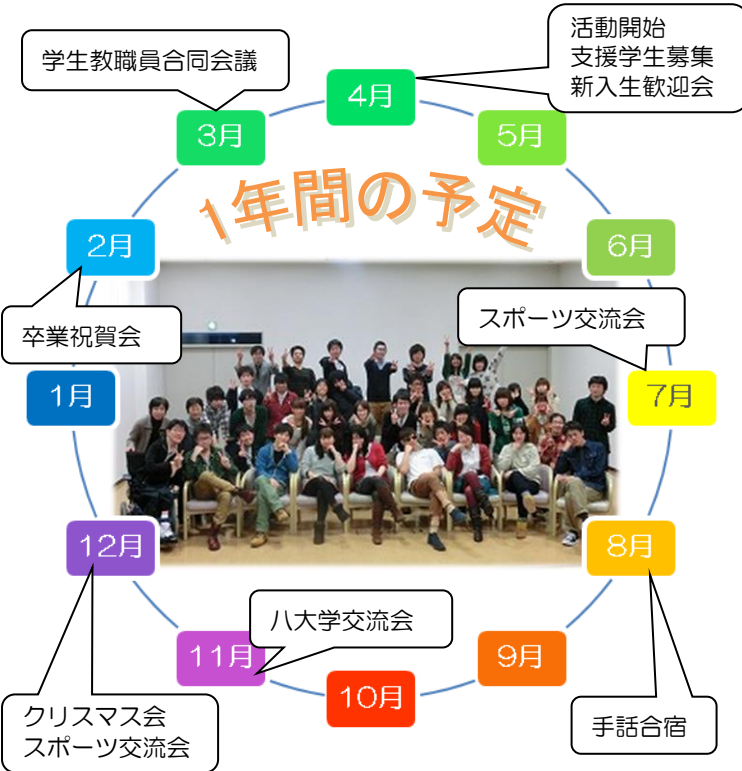 1年間の予定
4月
活動開始
支援学生募集
新入生歓迎会
5月
6月
7月
スポーツ交流会
8月
手話合宿
9月
10月
11月
八大学交流会
12月
クリスマス会
スポーツ交流会
1月
2月
卒業祝賀会
3月
学生教職員合同会議